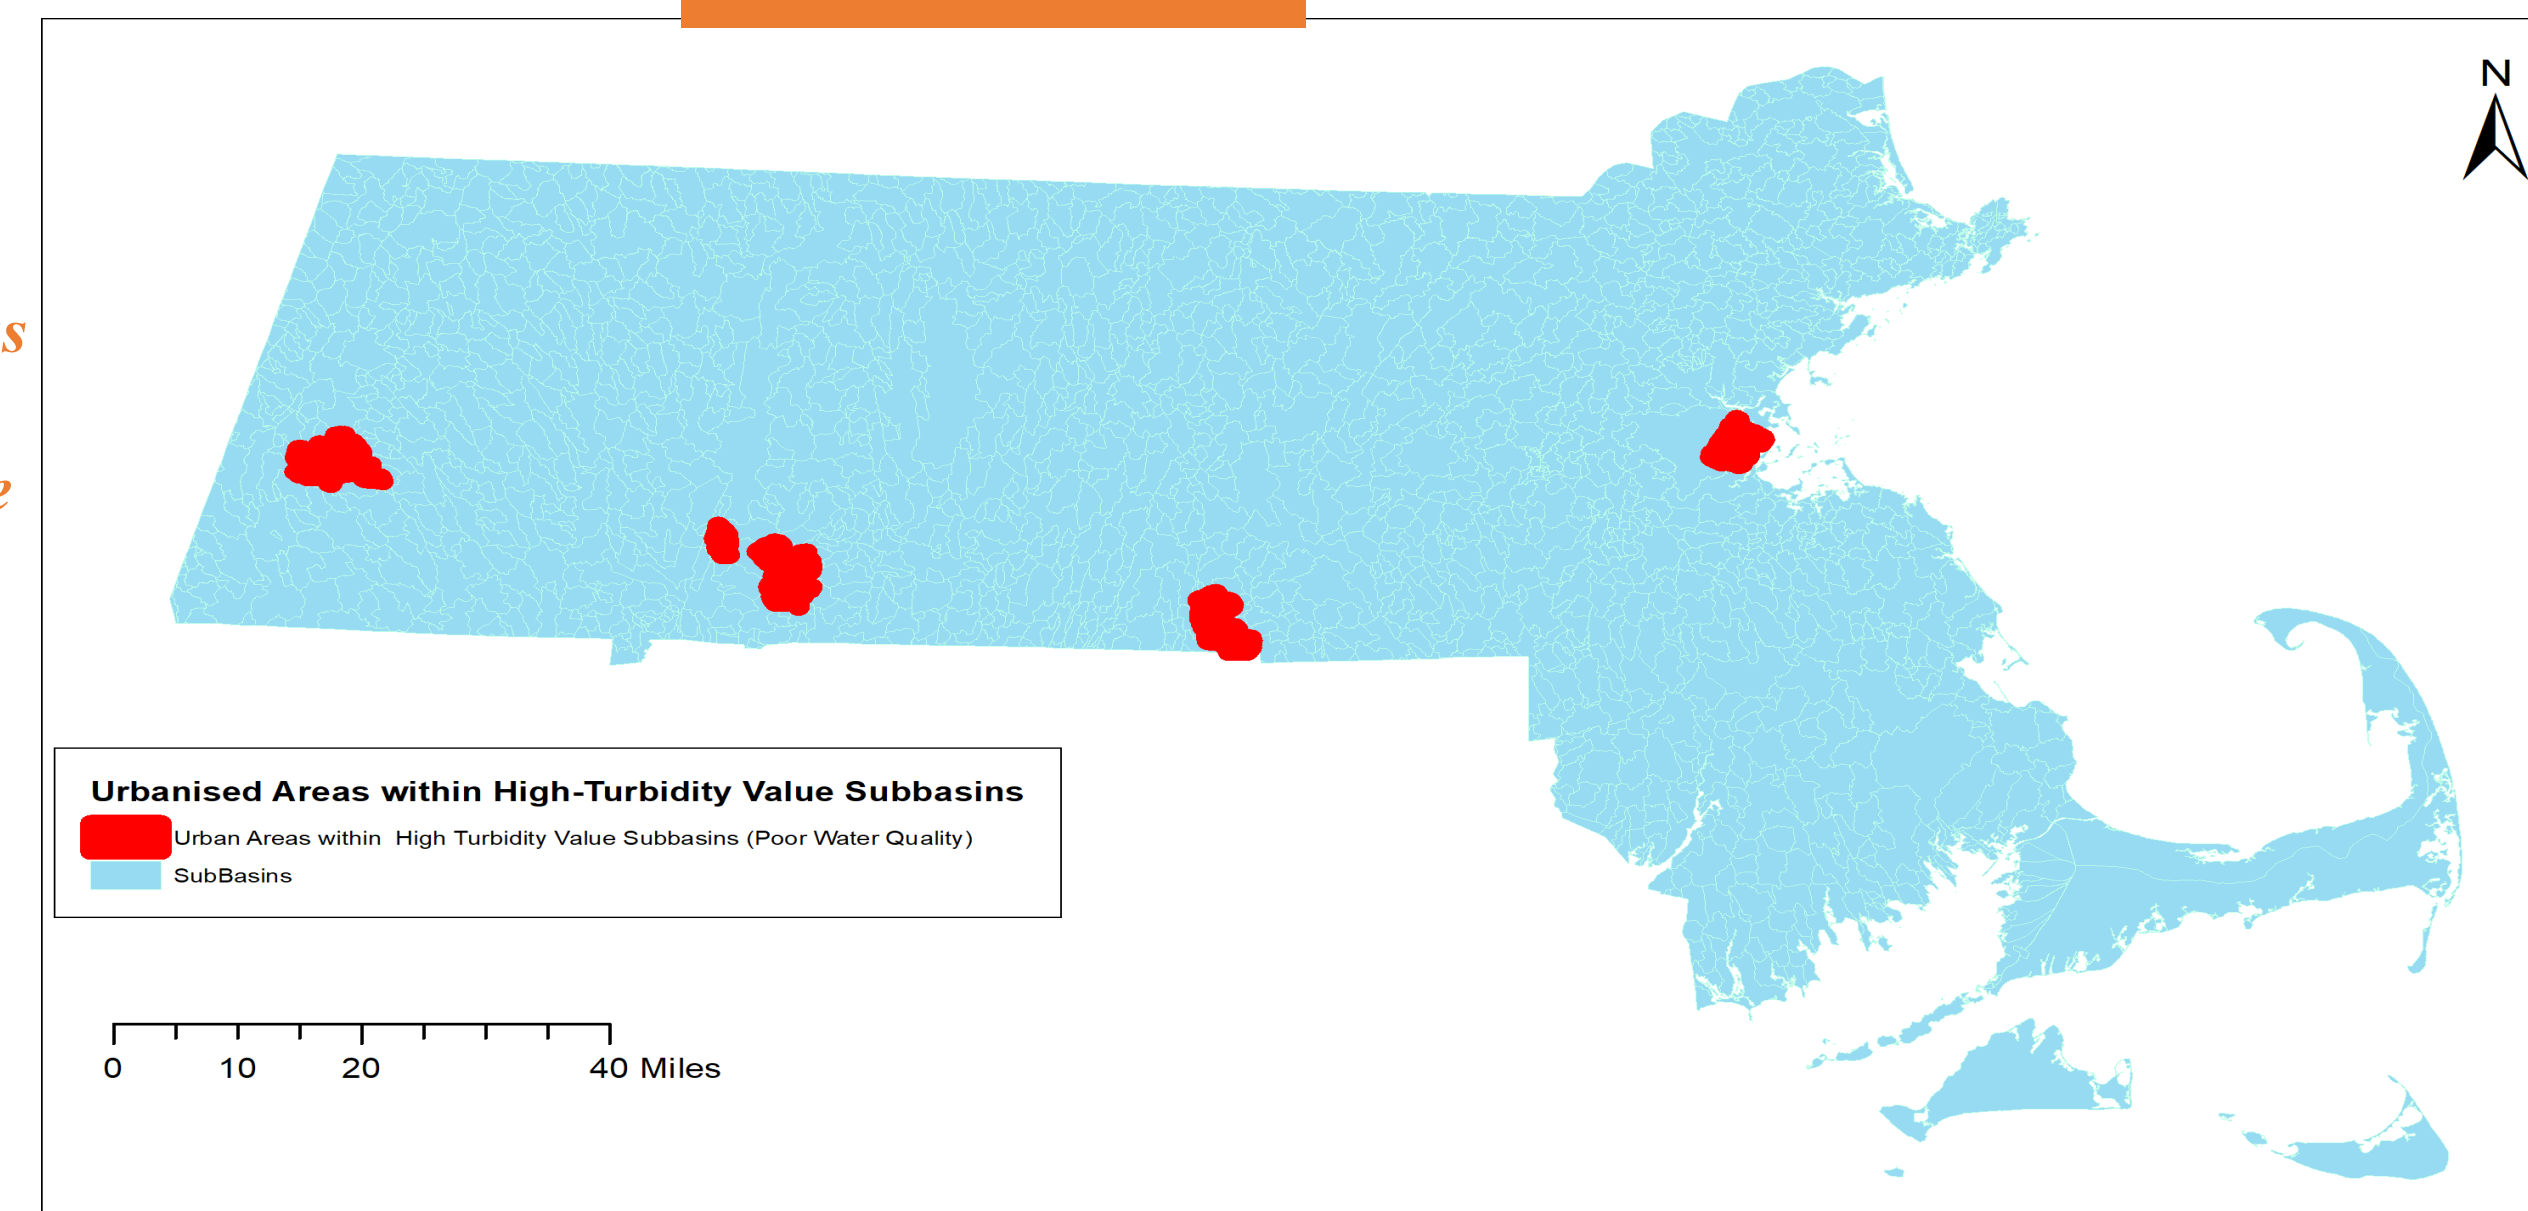 N
s
e
Urbanised Areas within High-Turbidity Value Subbasins
Urban Areas within  High Turbidity Value Subbasins (Poor Water Quality)
SubBasins
0 10 20 40 Miles